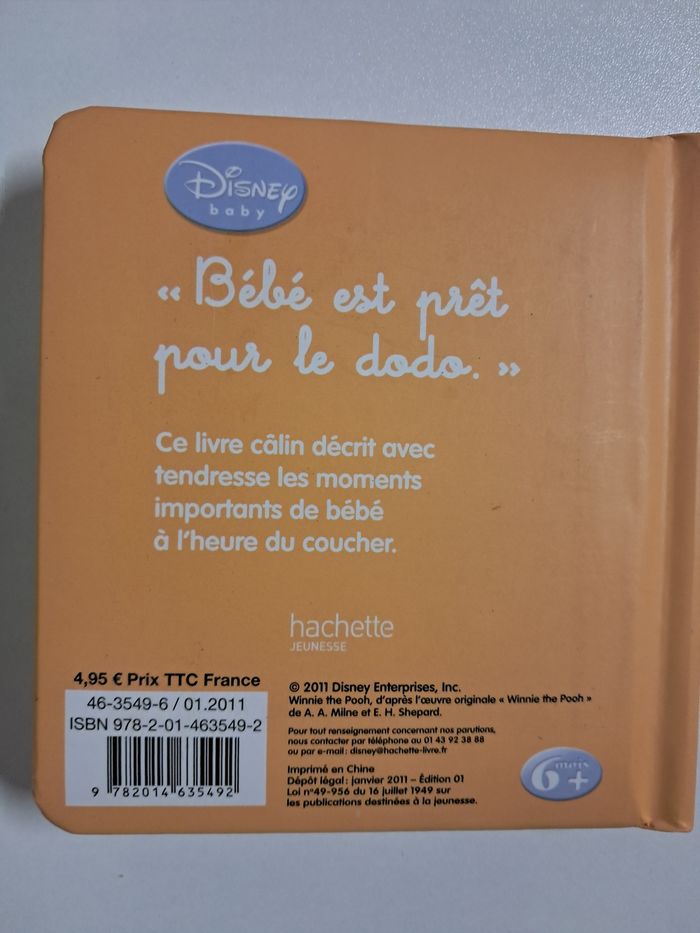 Disney
baby
« Bébé est prêt
pour le dodo. »
Ce livre câlin décrit avec
tendresse les moments
importants de bébé
à l'heure du coucher.
hachette
JEUNESSE
4,95 € Prix TTC France
46-3549-6 / 01.2011
ISBN 978-2-01-463549-2
9 782014 635492
© 2011 Disney Enterprises, Inc.
Winnie the Poo, d'après l'œuvre originale « Winnie the Pooh »
de A. A. Milne et E. H. Shepard.
Pour tout renseignement concernant nos parutions,
nous contacter par téléphone au 01 43 92 38 88
ou par e-mail : disney@hachette-livre.fr
Imprimé en Chine
Dépôt légal : janvier 2011 – Édition 01
Loi n°49-956 du 16 juillet 1949 sur
les publications destinées à la jeunesse.
6 mois +